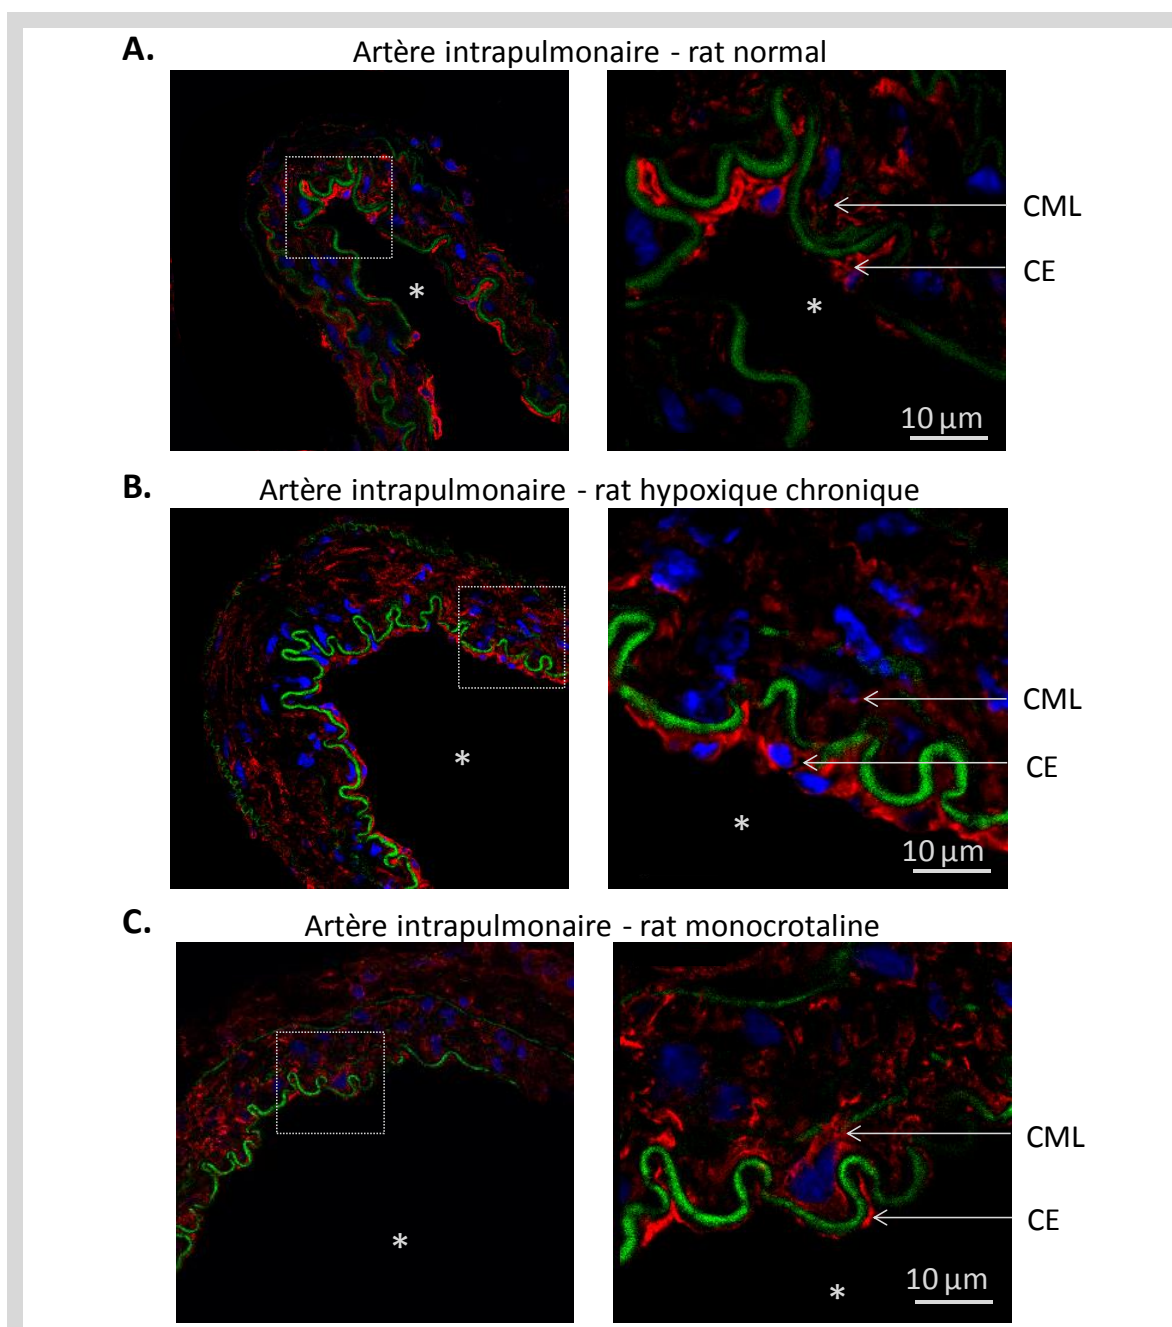 A.
Artère intrapulmonaire - rat normal
CML
CE
*
*
10 µm
B.
Artère intrapulmonaire - rat hypoxique chronique
CML
CE
*
*
10 µm
C.
Artère intrapulmonaire - rat monocrotaline
CML
CE
*
*
10 µm